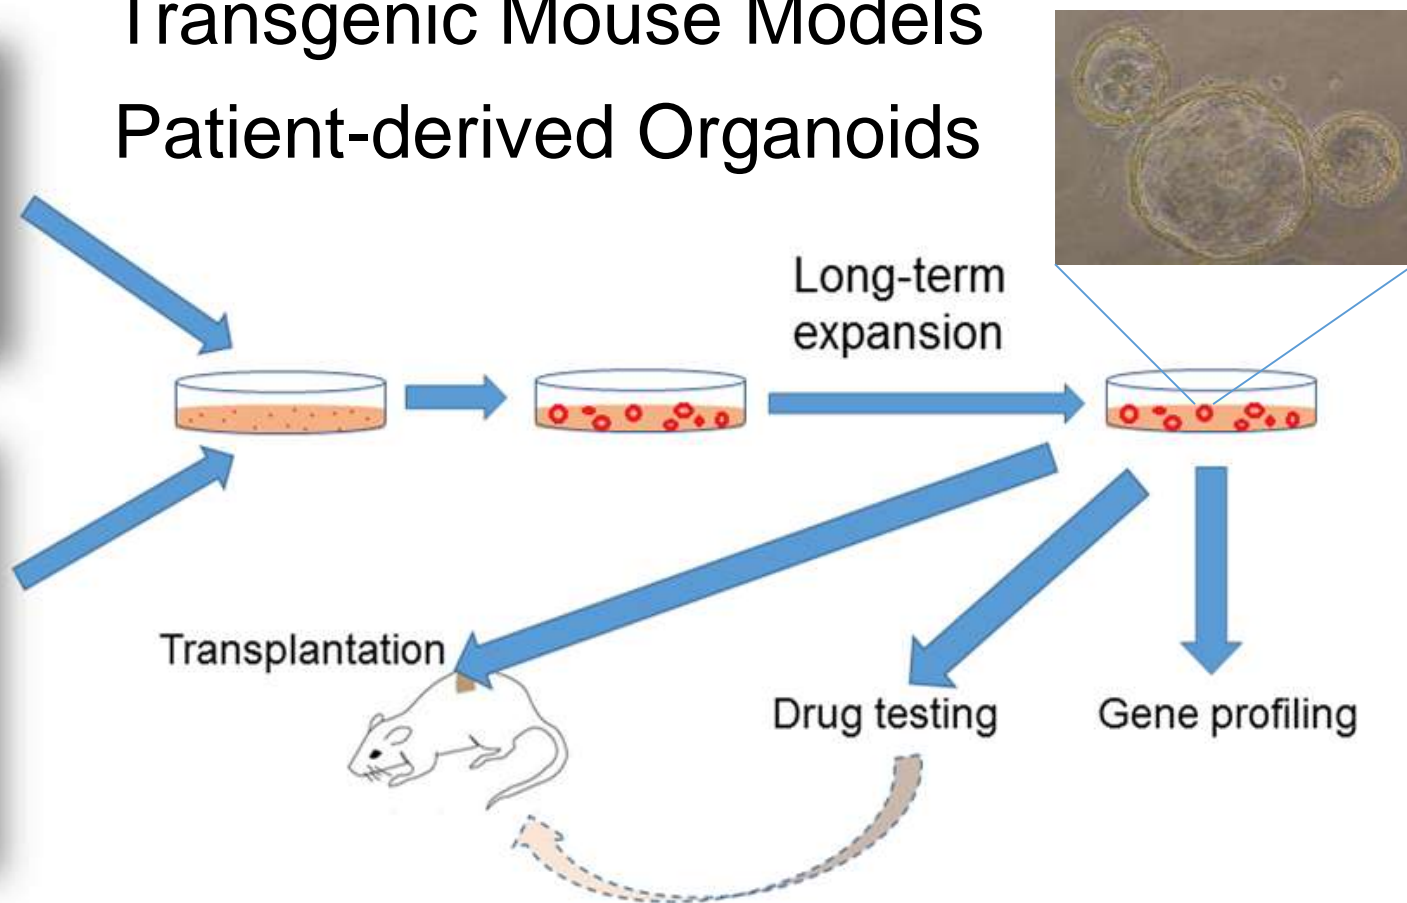 Transgenic Mouse Models
Patient-derived Organoids
Long-term
expansion
Transplantation
Drug testing
Gene profiling